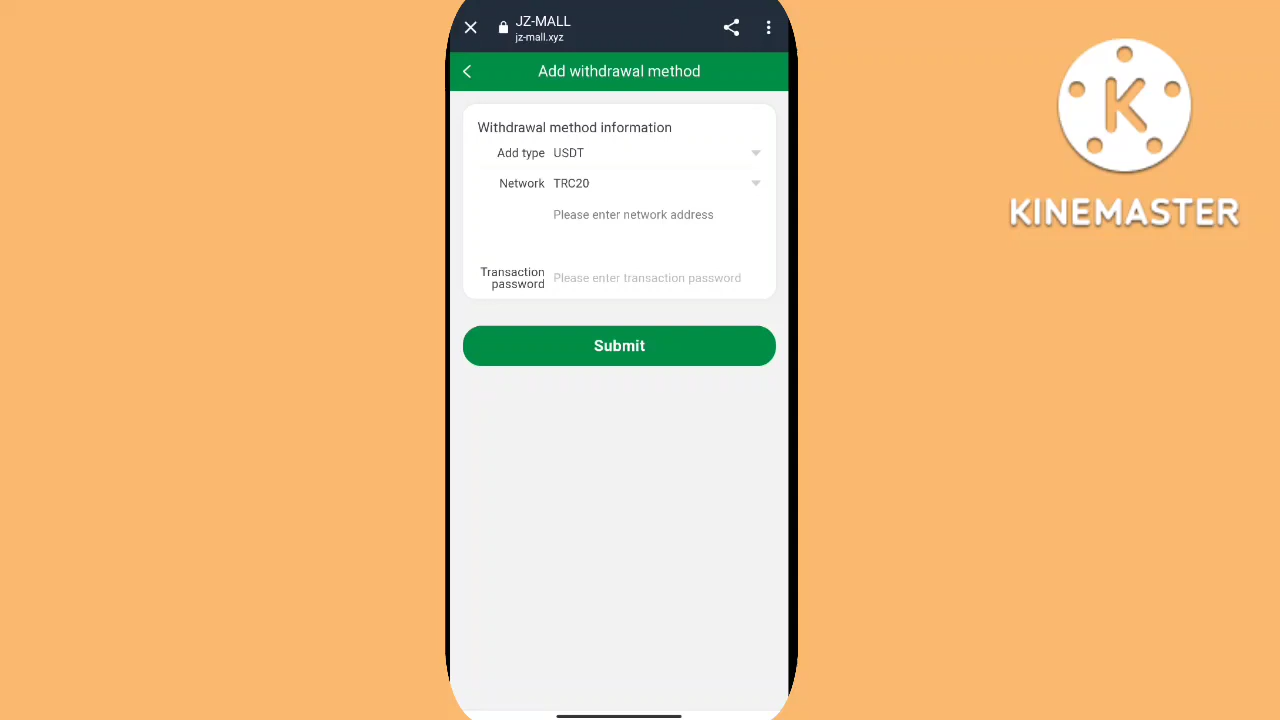 JZ-MALL
jz-mall.xyz
Add withdrawal method
Withdrawal method information
Add type USDT
Network TRC20
Please enter network address
Transaction
password Please enter transaction password
Submit
K
KINEMASTER